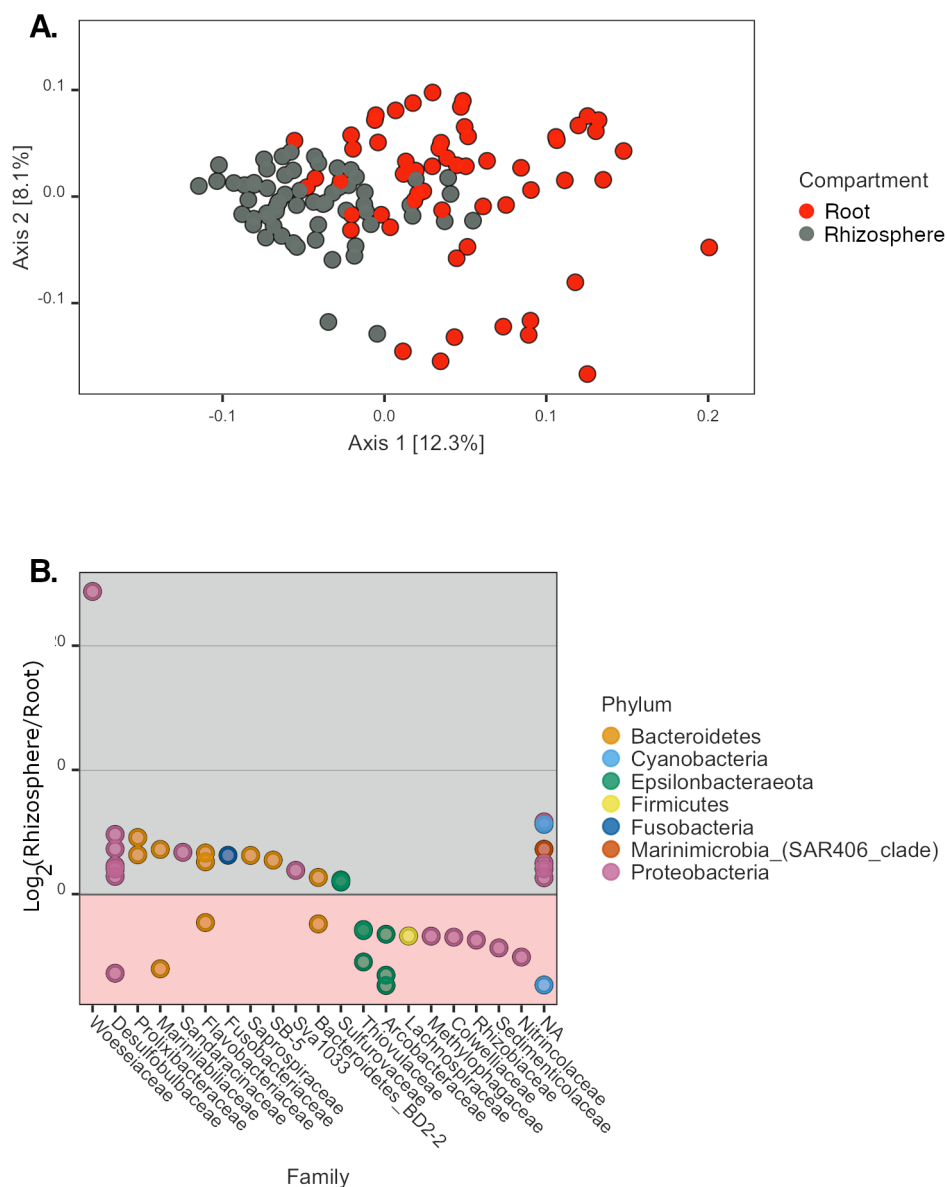 A.
0.1
0.0
-0.1
Axis 2 [8.1%]
-0.1
0.0
0.1
0.2
Axis 1 [12.3%]
Compartment
Root
Rhizosphere
B.
0
0
Log2(Rhizosphere/Root)
Woeseiaceae
Desulfobulbaceae
Prolixibacteraceae
Marinilabiliaceae
Sandaracinaceae
Flavobacteriaceae
Fusobacteriaceae
Saprospiraceae
SB-5
Sva1033
Bacteroidetes_BD2-2
Sulfurovaceae
Thiovulaceae
Arcobacteraceae
Lachnospiraceae
Methylophagaceae
Colwelliaceae
Rhizobiaceae
Sedimenticolaceae
Nitrincolaceae
NA
Family
Phylum
Bacteroidetes
Cyanobacteria
Epsilonbacteraeota
Firmicutes
Fusobacteria
Marinimicrobia_(SAR406_clade)
Proteobacteria